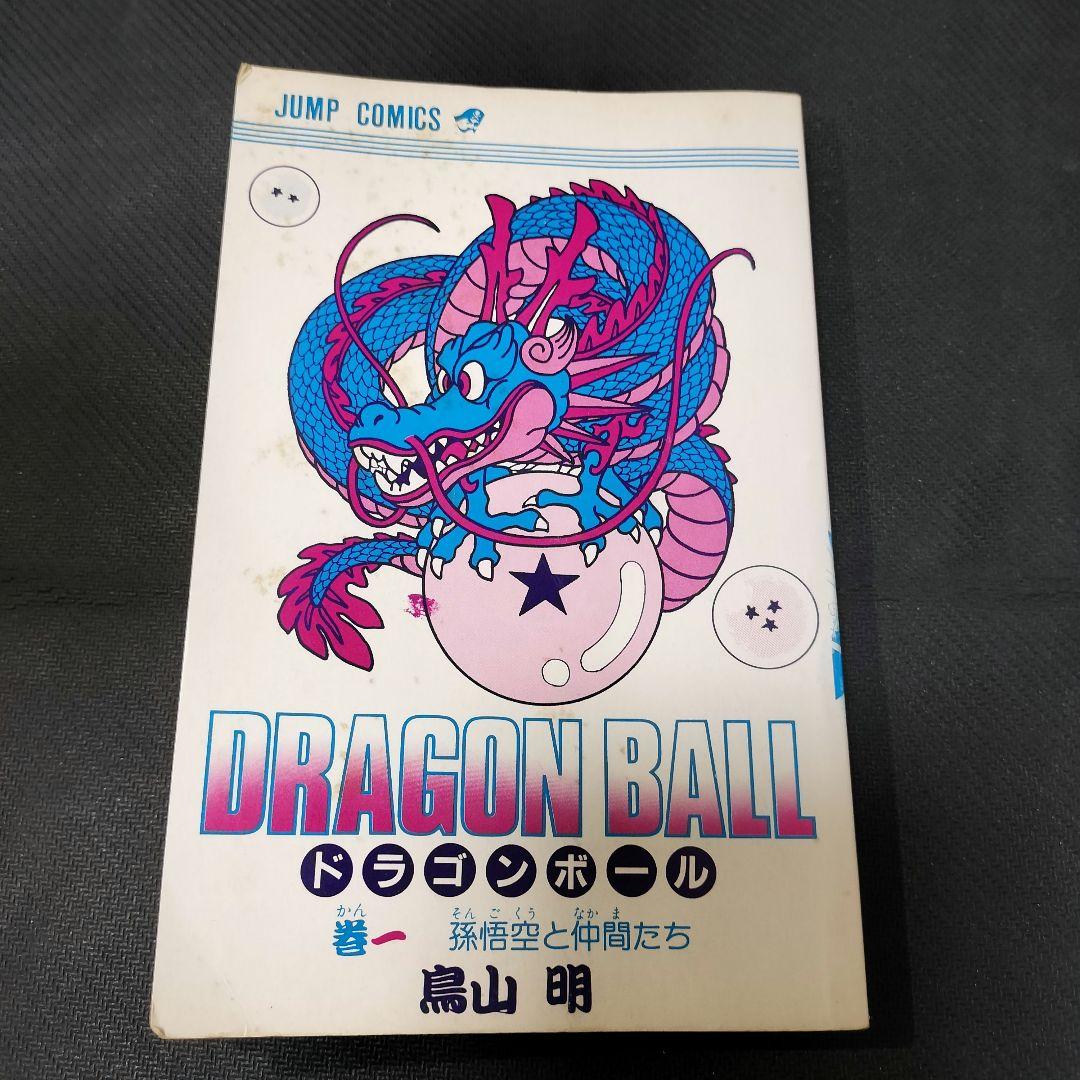 JUMP COMICS
DRAGON BALL
ドラゴンボール
かん そん ご くう なか ま
巻一 孫悟空と仲間たち
鳥山 明